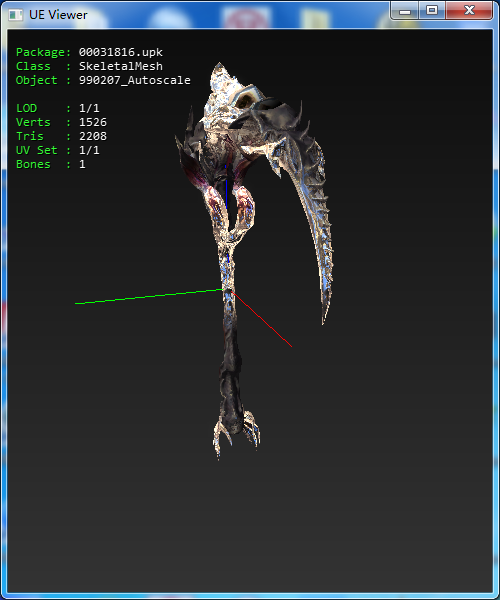 UE Viewer
Package: 00031816.upk
Class : SkeletalMesh
Object : 990207_Autoscale
LOD : 1/1
Verts : 1526
Tris : 2208
UV Set : 1/1
Bones : 1